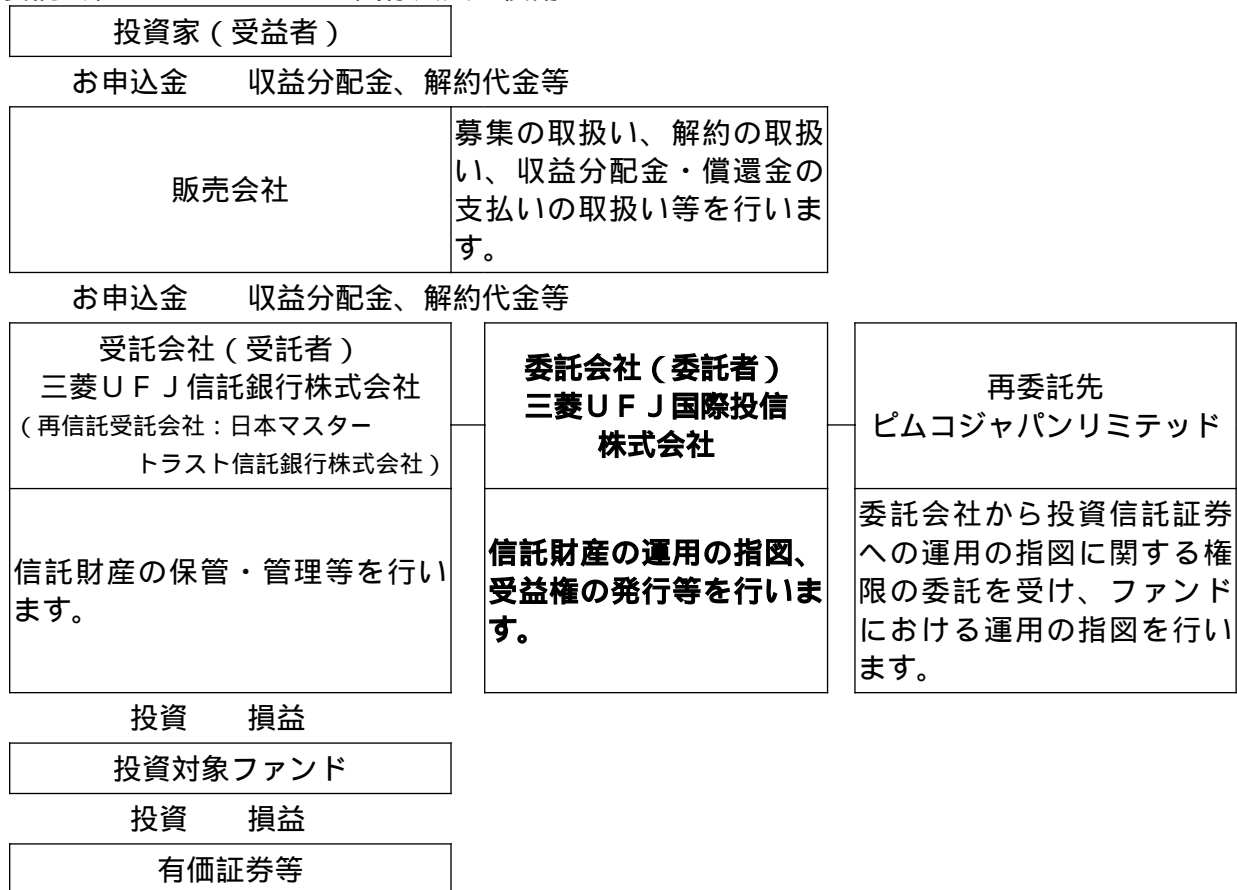 投資家（受益者）
お申込金　　収益分配金、解約代金等
販売会社
募集の取扱い、解約の取扱
い、収益分配金・償還金の
支払いの取扱い等を行いま
す。
お申込金　　収益分配金、解約代金等
受託会社（受託者）
三菱ＵＦＪ信託銀行株式会社
（再信託受託会社：日本マスター
トラスト信託銀行株式会社）
委託会社（委託者）
三菱ＵＦＪ国際投信
株式会社
再委託先
ピムコジャパンリミテッド
信託財産の保管・管理等を行い
ます。
信託財産の運用の指図、
受益権の発行等を行いま
す。
委託会社から投資信託証券
への運用の指図に関する権
限の委託を受け、ファンド
における運用の指図を行い
ます。
投資　　損益
投資対象ファンド
投資　　損益
有価証券等